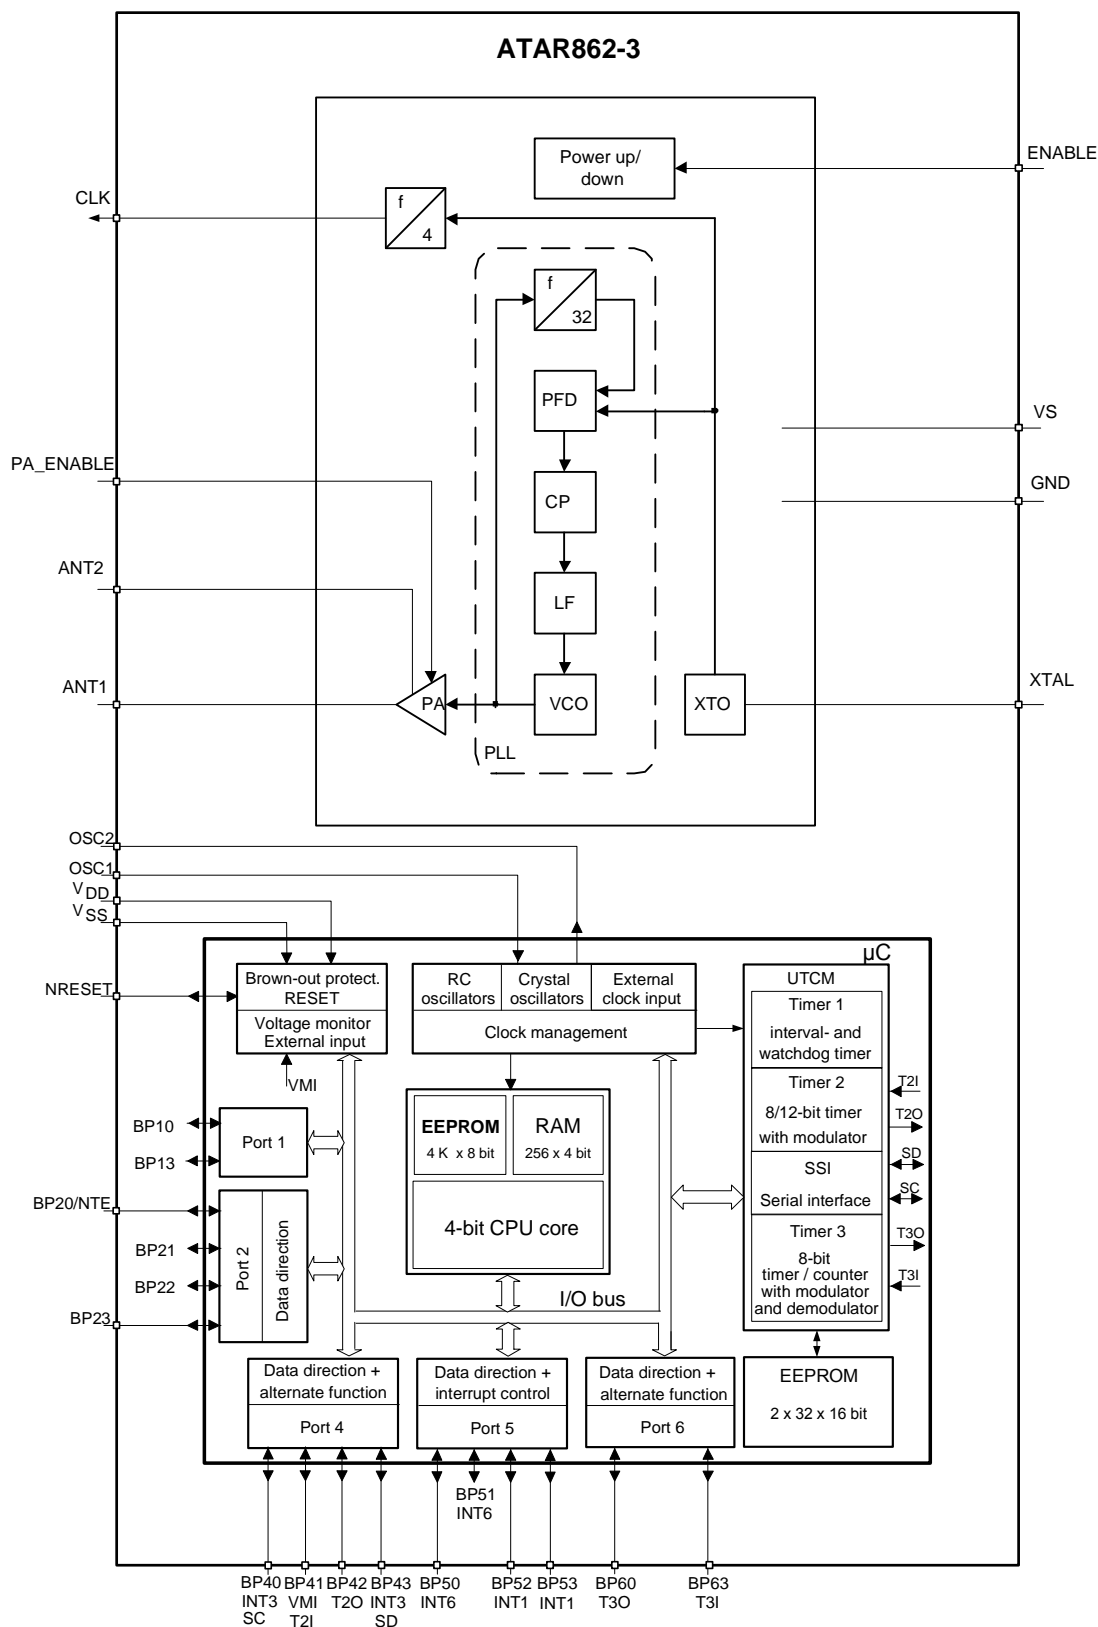 ATAR862-3
Power up/
down
ENABLE
CLK
f
4
f
32
PFD
VS
PA_ENABLE
CP
GND
ANT2
LF
ANT1
PA
VCO
XTO
XTAL
PLL
OSC2
OSC1
VDD
VSS
µC
NRESET
Brown-out protect.
RESET
Voltage monitor
External input
VMI
RC
oscillators
Crystal
oscillators
External
clock input
Clock management
UTCM
Timer 1
interval- and
watchdog timer
Timer 2
8/12-bit timer
with modulator
SSI
Serial interface
Timer 3
8-bit
timer / counter
with modulator
and demodulator
T2I
T2O
SD
SC
T3O
T3I
EEPROM
4 K x 8 bit
RAM
256 x 4 bit
4-bit CPU core
I/O bus
BP10
Port 1
BP13
BP20/NTE
BP21
Port 2
Data direction
BP22
BP23
Data direction +
alternate function
Port 4
Data direction +
interrupt control
Port 5
Data direction +
alternate function
Port 6
EEPROM
2 x 32 x 16 bit
BP51
INT6
BP40
INT3
SC
BP41
VMI
T2I
BP42
T2O
BP43
INT3
SD
BP50
INT6
BP52
INT1
BP53
INT1
BP60
T3O
BP63
T3I